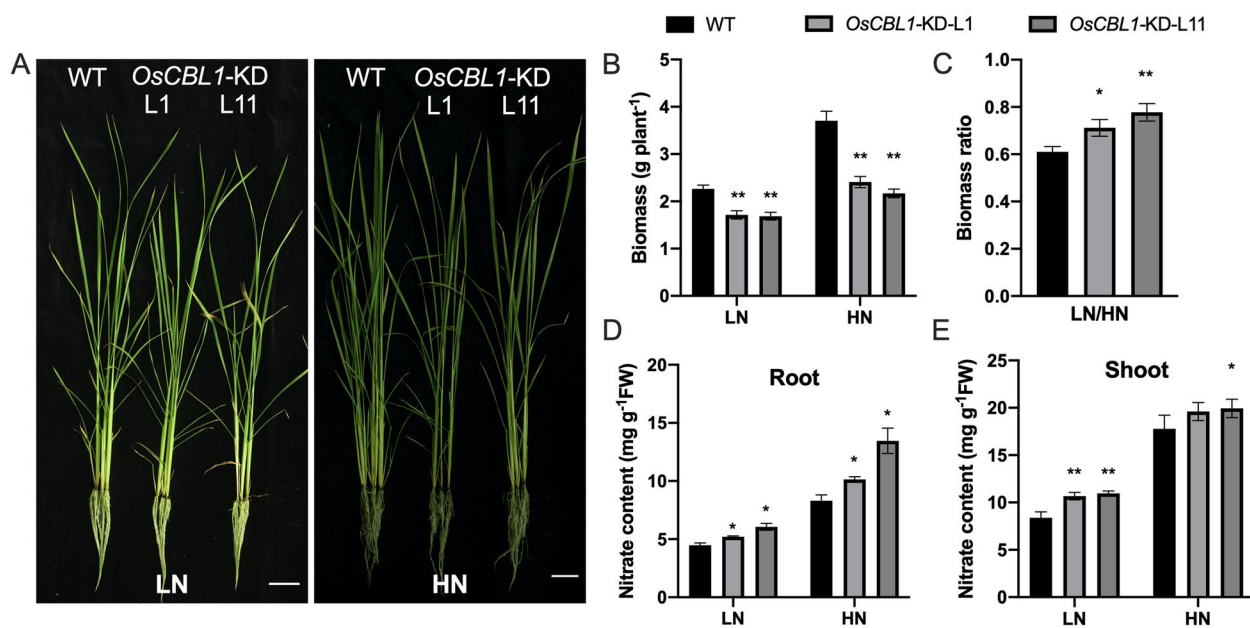 WT OsCBL1-KD-L1 OsCBL1-KD-L11
A
WT OsCBL1-KD
L1 L11
LN
WT OsCBL1-KD
L1 L11
HN
B
Biomass (g plant⁻¹)
5
4
3
2
1
0
** **
** **
LN HN
C
Biomass ratio
1.0
0.8
0.6
0.4
0.2
0.0
* **
LN/HN
D
Root
Nitrate content (mg g⁻¹FW)
20
15
10
5
0
* *
* *
LN HN
E
Shoot
Nitrate content (mg g⁻¹FW)
25
20
15
10
5
0
** **
*
LN HN